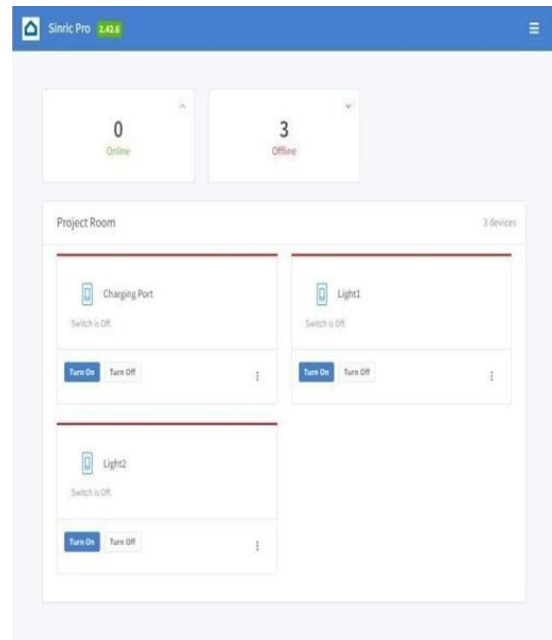 Sinric Pro 2.42.6
0
Online
3
Offline
Project Room 3 devices
Charging Port
Switch is Off.
Turn On Turn Off
Light1
Switch is Off.
Turn On Turn Off
Light2
Switch is Off.
Turn On Turn Off